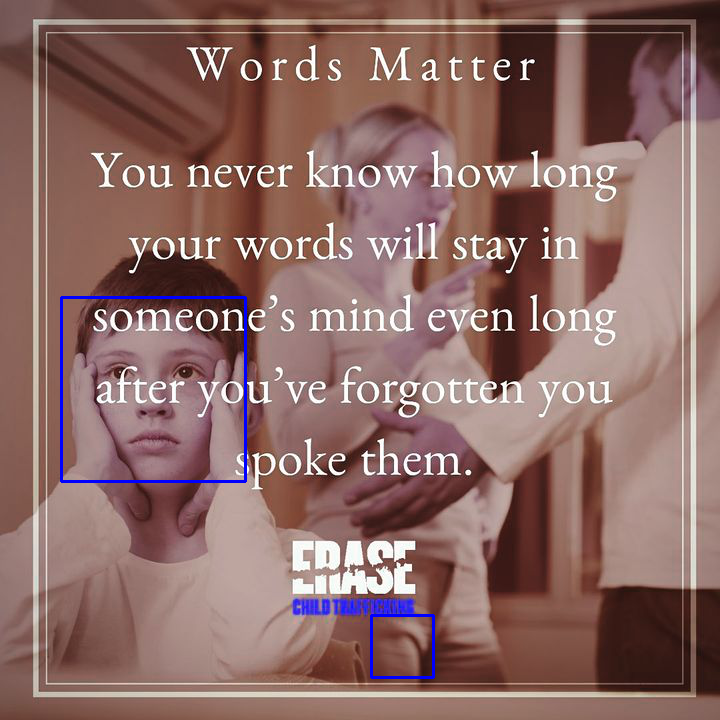 Words Matter
You never know how long
your words will stay in
someone's mind even long
after you've forgotten you
spoke them.
ERASE
CHILD TRAFFICKING